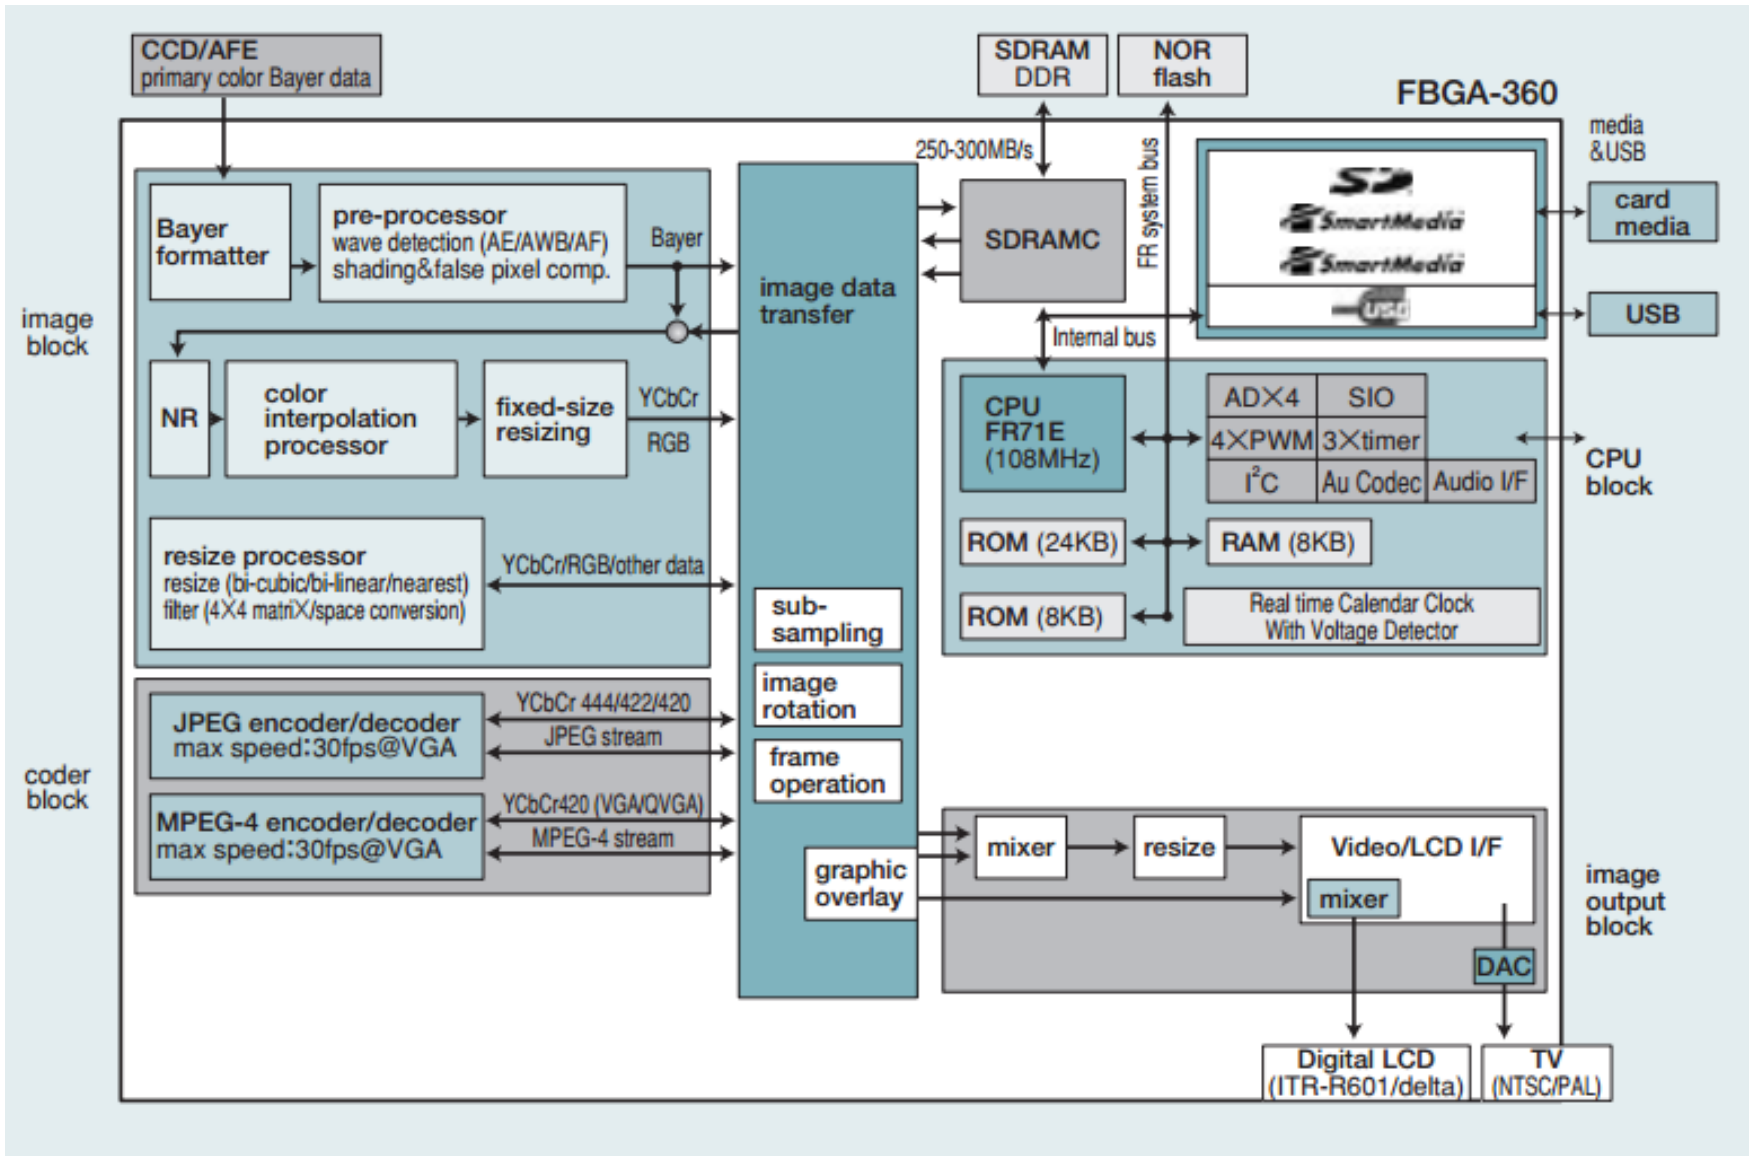 CCD/AFE
primary color Bayer data
SDRAM
DDR
NOR
flash
FBGA-360
media
&USB
250-300MB/s
FR system bus
SD
SmartMedia
SmartMedia
USB
card
media
USB
image
block
Bayer
formatter
pre-processor
wave detection (AE/AWB/AF)
shading&false pixel comp.
Bayer
image data
transfer
SDRAMC
Internal bus
NR
color
interpolation
processor
fixed-size
resizing
YCbCr
RGB
CPU
FR71E
(108MHz)
AD×4
SIO
4×PWM
3×timer
I²C
Au Codec
Audio I/F
CPU
block
resize processor
resize (bi-cubic/bi-linear/nearest)
filter (4×4 matriX/space conversion)
YCbCr/RGB/other data
ROM (24KB)
RAM (8KB)
ROM (8KB)
Real time Calendar Clock
With Voltage Detector
sub-
sampling
image
rotation
frame
operation
coder
block
JPEG encoder/decoder
max speed:30fps@VGA
YCbCr 444/422/420
JPEG stream
MPEG-4 encoder/decoder
max speed:30fps@VGA
YCbCr420 (VGA/QVGA)
MPEG-4 stream
graphic
overlay
mixer
resize
Video/LCD I/F
mixer
DAC
image
output
block
Digital LCD
(ITR-R601/delta)
TV
(NTSC/PAL)